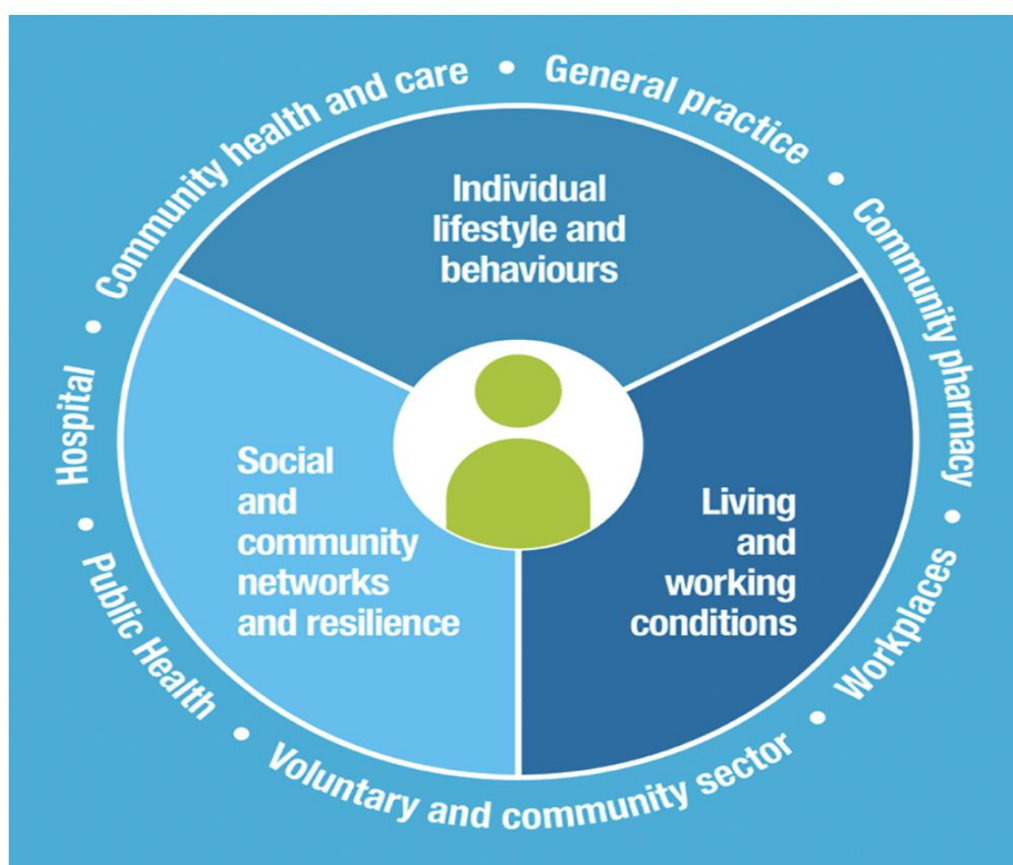 Community health and care • General practice • Community pharmacy • Workplaces • Voluntary and community sector • Public Health • Hospital •
Individual
lifestyle and
behaviours
Social
and
community
networks
and resilience
Living
and
working
conditions